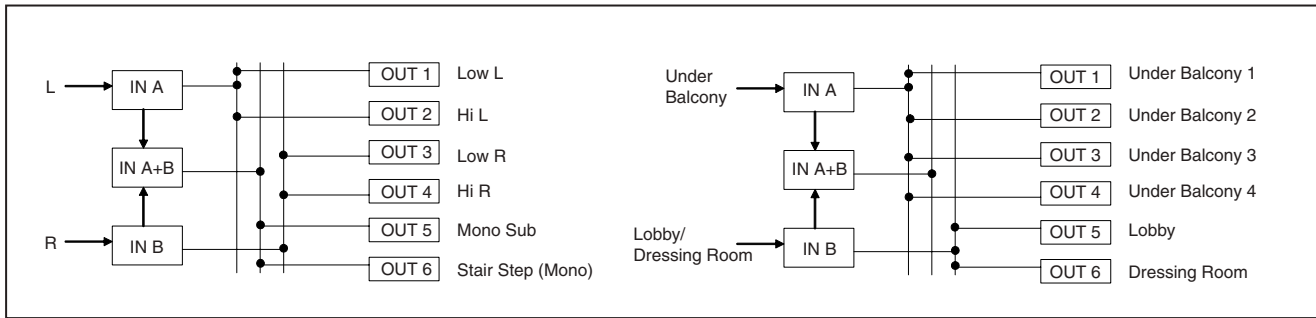 L
IN A
IN A+B
R
IN B
OUT 1 Low L
OUT 2 Hi L
OUT 3 Low R
OUT 4 Hi R
OUT 5 Mono Sub
OUT 6 Stair Step (Mono)
Under
Balcony
IN A
IN A+B
Lobby/
Dressing Room
IN B
OUT 1 Under Balcony 1
OUT 2 Under Balcony 2
OUT 3 Under Balcony 3
OUT 4 Under Balcony 4
OUT 5 Lobby
OUT 6 Dressing Room